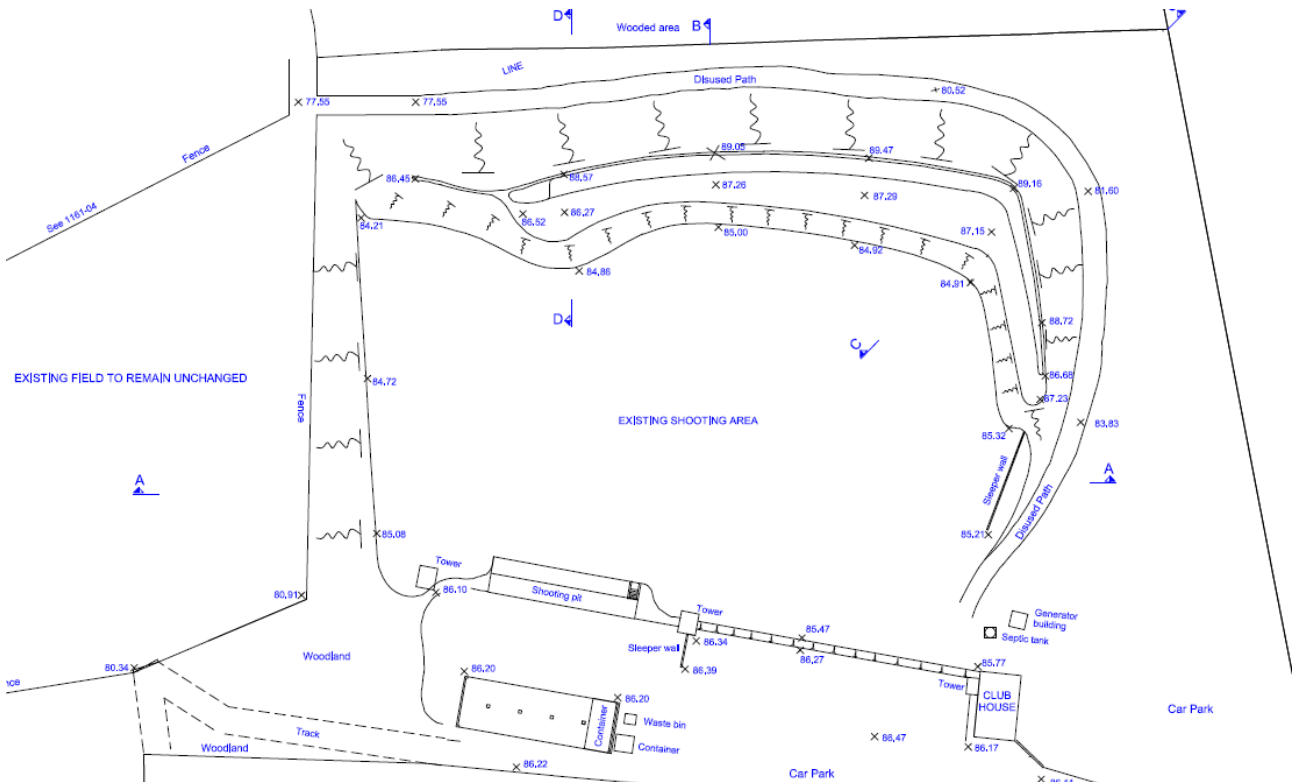 D
B
Wooded area
LINE
Disused Path
80.52
77.55
77.55
Fence
89.05
89.47
88.57
86.45
87.26
87.29
89.16
81.60
See 1161-04
84.21
86.52
86.27
87.15
85.00
84.92
84.86
84.91
D
88.72
C
EXISTING FIELD TO REMAIN UNCHANGED
84.72
86.68
Fence
87.23
EXISTING SHOOTING AREA
85.32
83.83
Sleeper wall
A
A
85.08
85.21
Disused Path
Tower
80.91
86.10
Shooting pit
Tower
Generator
building
Septic tank
85.47
86.34
Sleeper wall
86.27
Woodland
80.34
86.39
85.77
86.20
Tower
CLUB
HOUSE
86.20
Container
Waste bin
Car Park
Track
Woodland
Container
86.47
86.17
86.22
Car Park